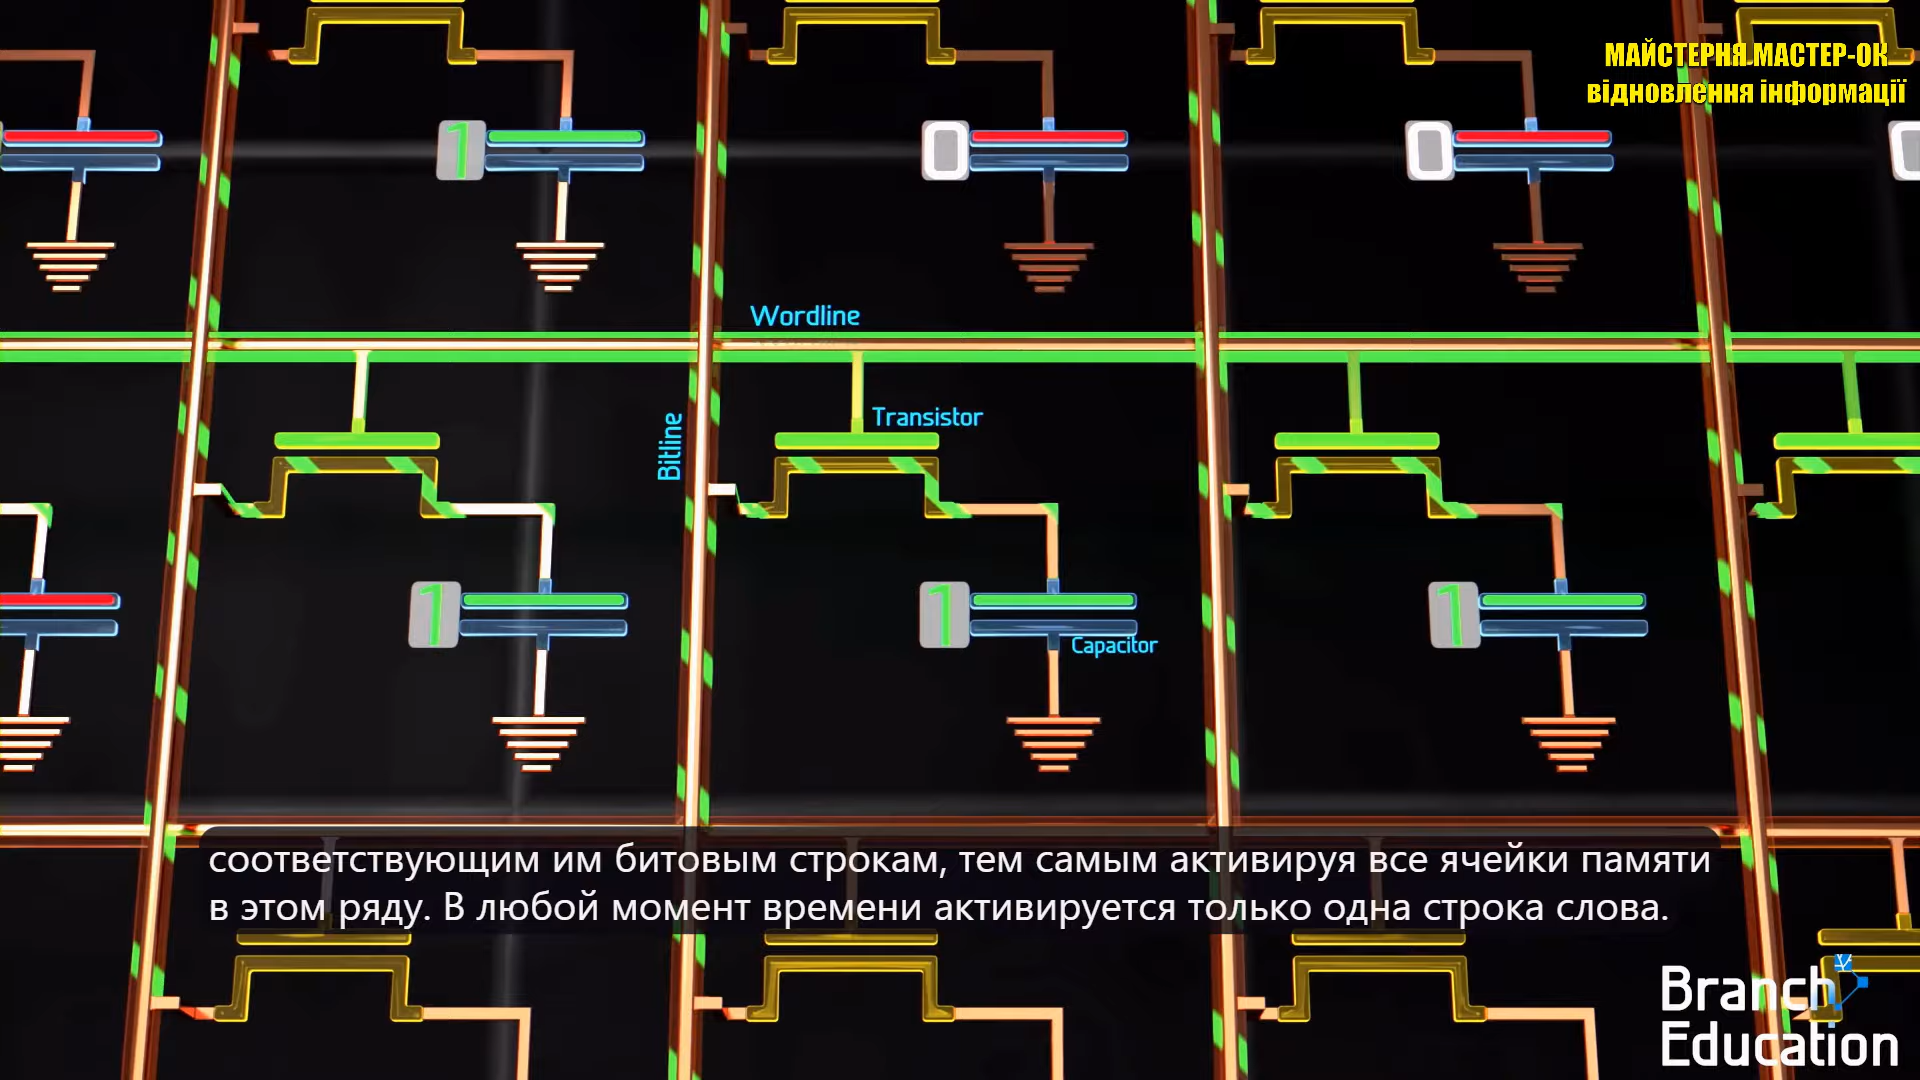 МАЙСТЕРНЯ МАСТЕР-ОК
відновлення інформації
1
0
0
0
Wordline
Transistor
Bitline
1
1
1
Capacitor
соответствующим им битовым строкам, тем самым активируя все ячейки памяти
в этом ряду. В любой момент времени активируется только одна строка слова.
Branch
Education